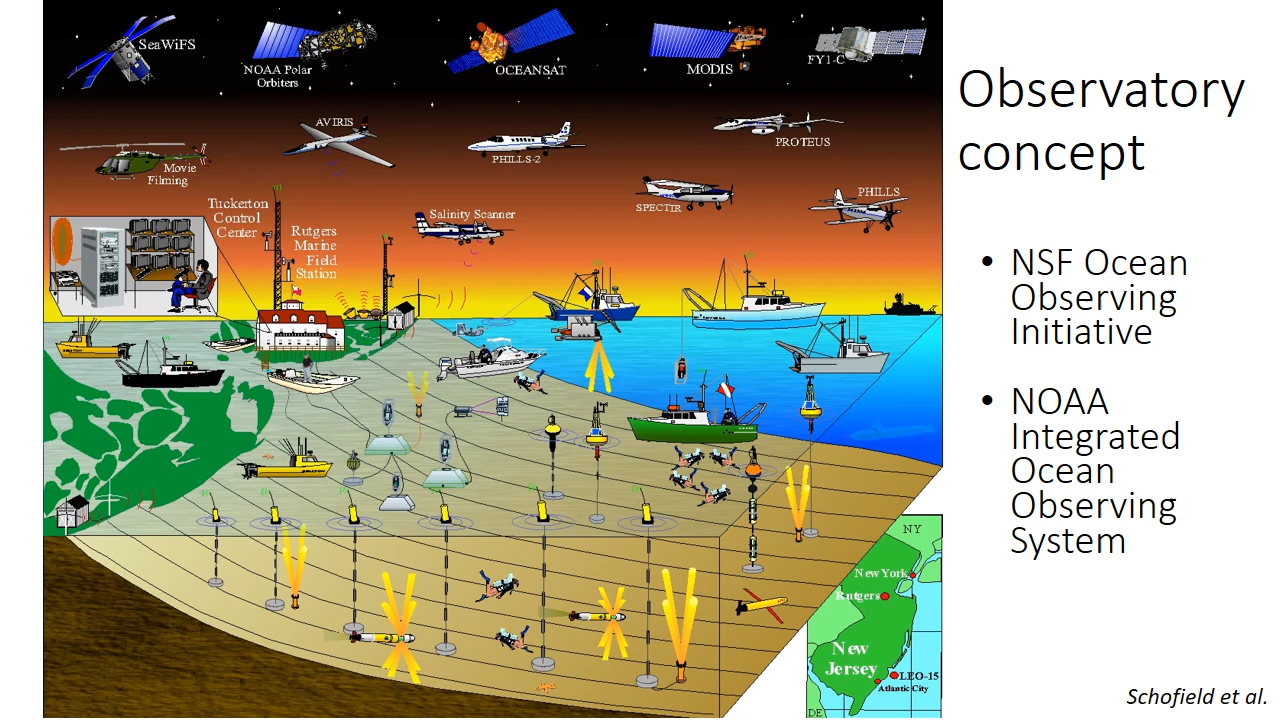 SeaWiFS
NOAA Polar
Orbiters
OCEANSAT
MODIS
FY1-C
Observatory
concept
AVIRIS
PHILLS-2
PROTEUS
Movie
Filming
SPECTIR
PHILLS
Tuckerton
Control
Center
Rutgers
Marine
Field
Station
Salinity Scanner
• NSF Ocean
Observing
Initiative
• NOAA
Integrated
Ocean
Observing
System
NY
New York
Rutgers
New
Jersey
LEO-15
Atlantic City
DE
Schofield et al.